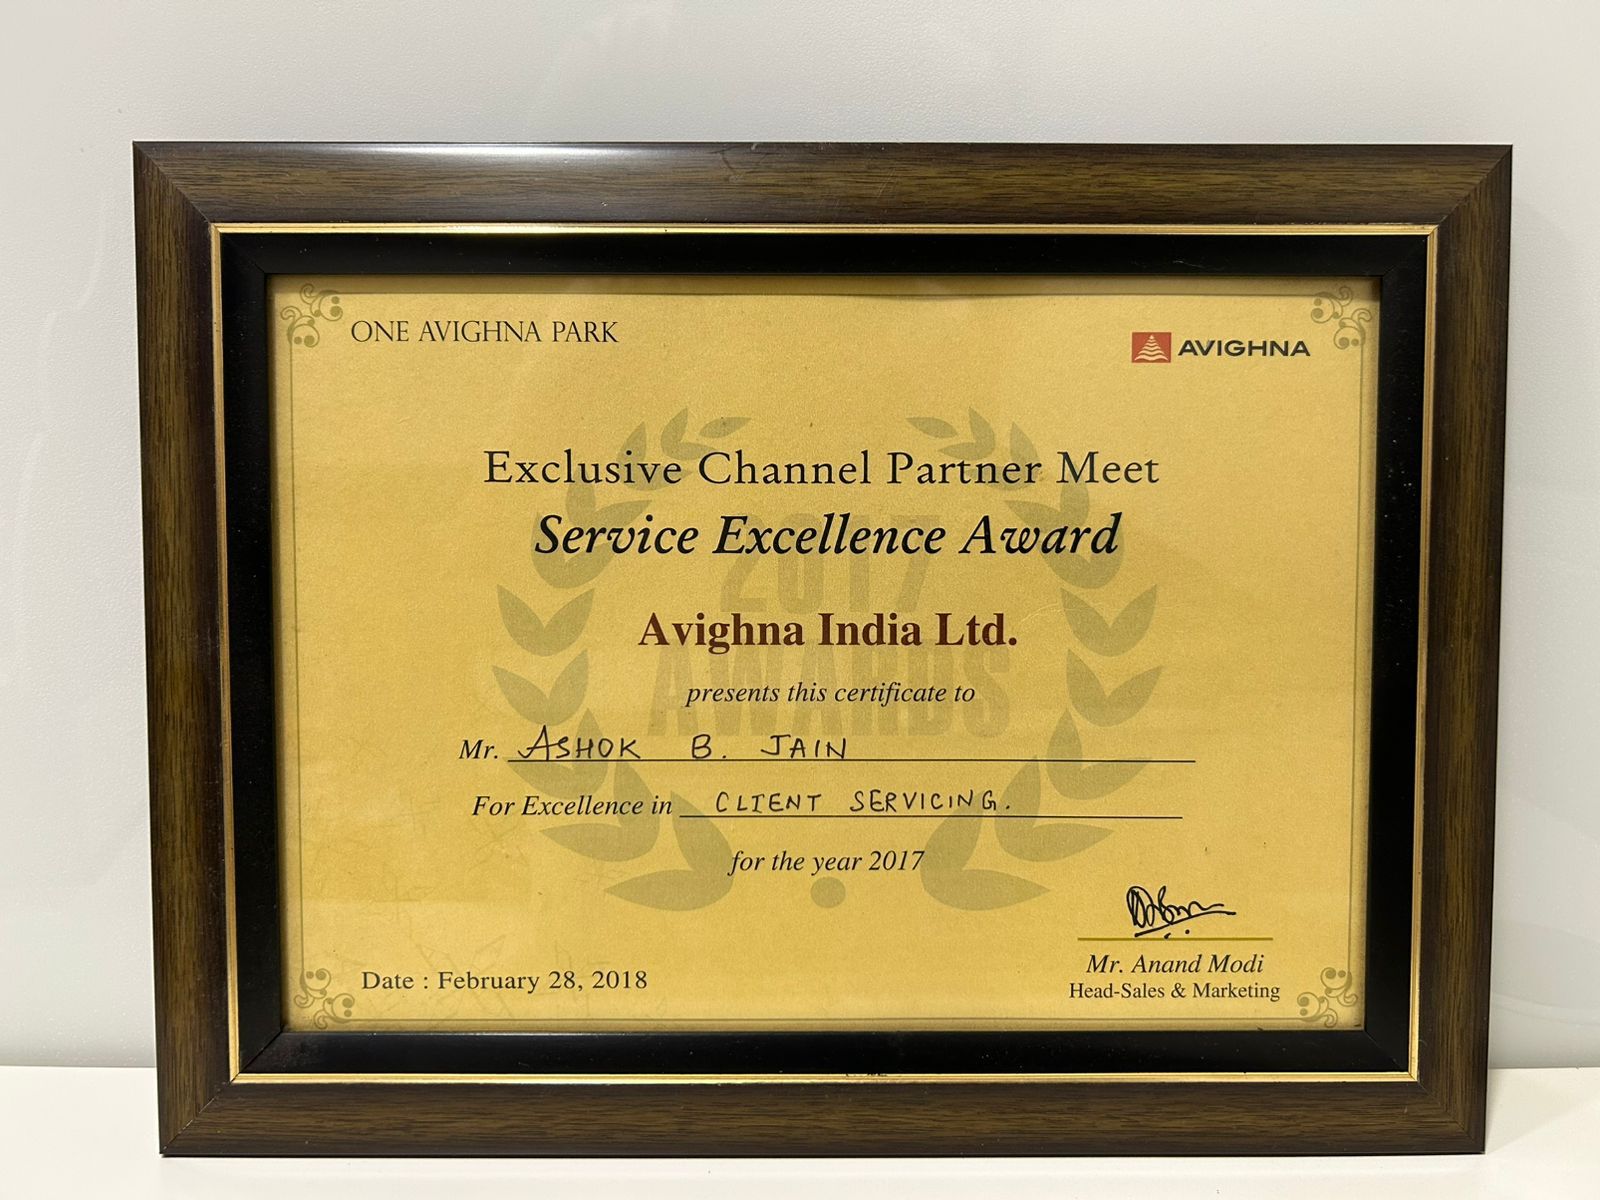 ONE AVIGHNA PARK
AVIGHNA
Exclusive Channel Partner Meet
Service Excellence Award
2017
Avighna India Ltd.
AWARDS
presents this certificate to
Mr. ASHOK B. JAIN
For Excellence in CLIENT SERVICING.
for the year 2017
Mr. Anand Modi
Date : February 28, 2018
Head-Sales & Marketing